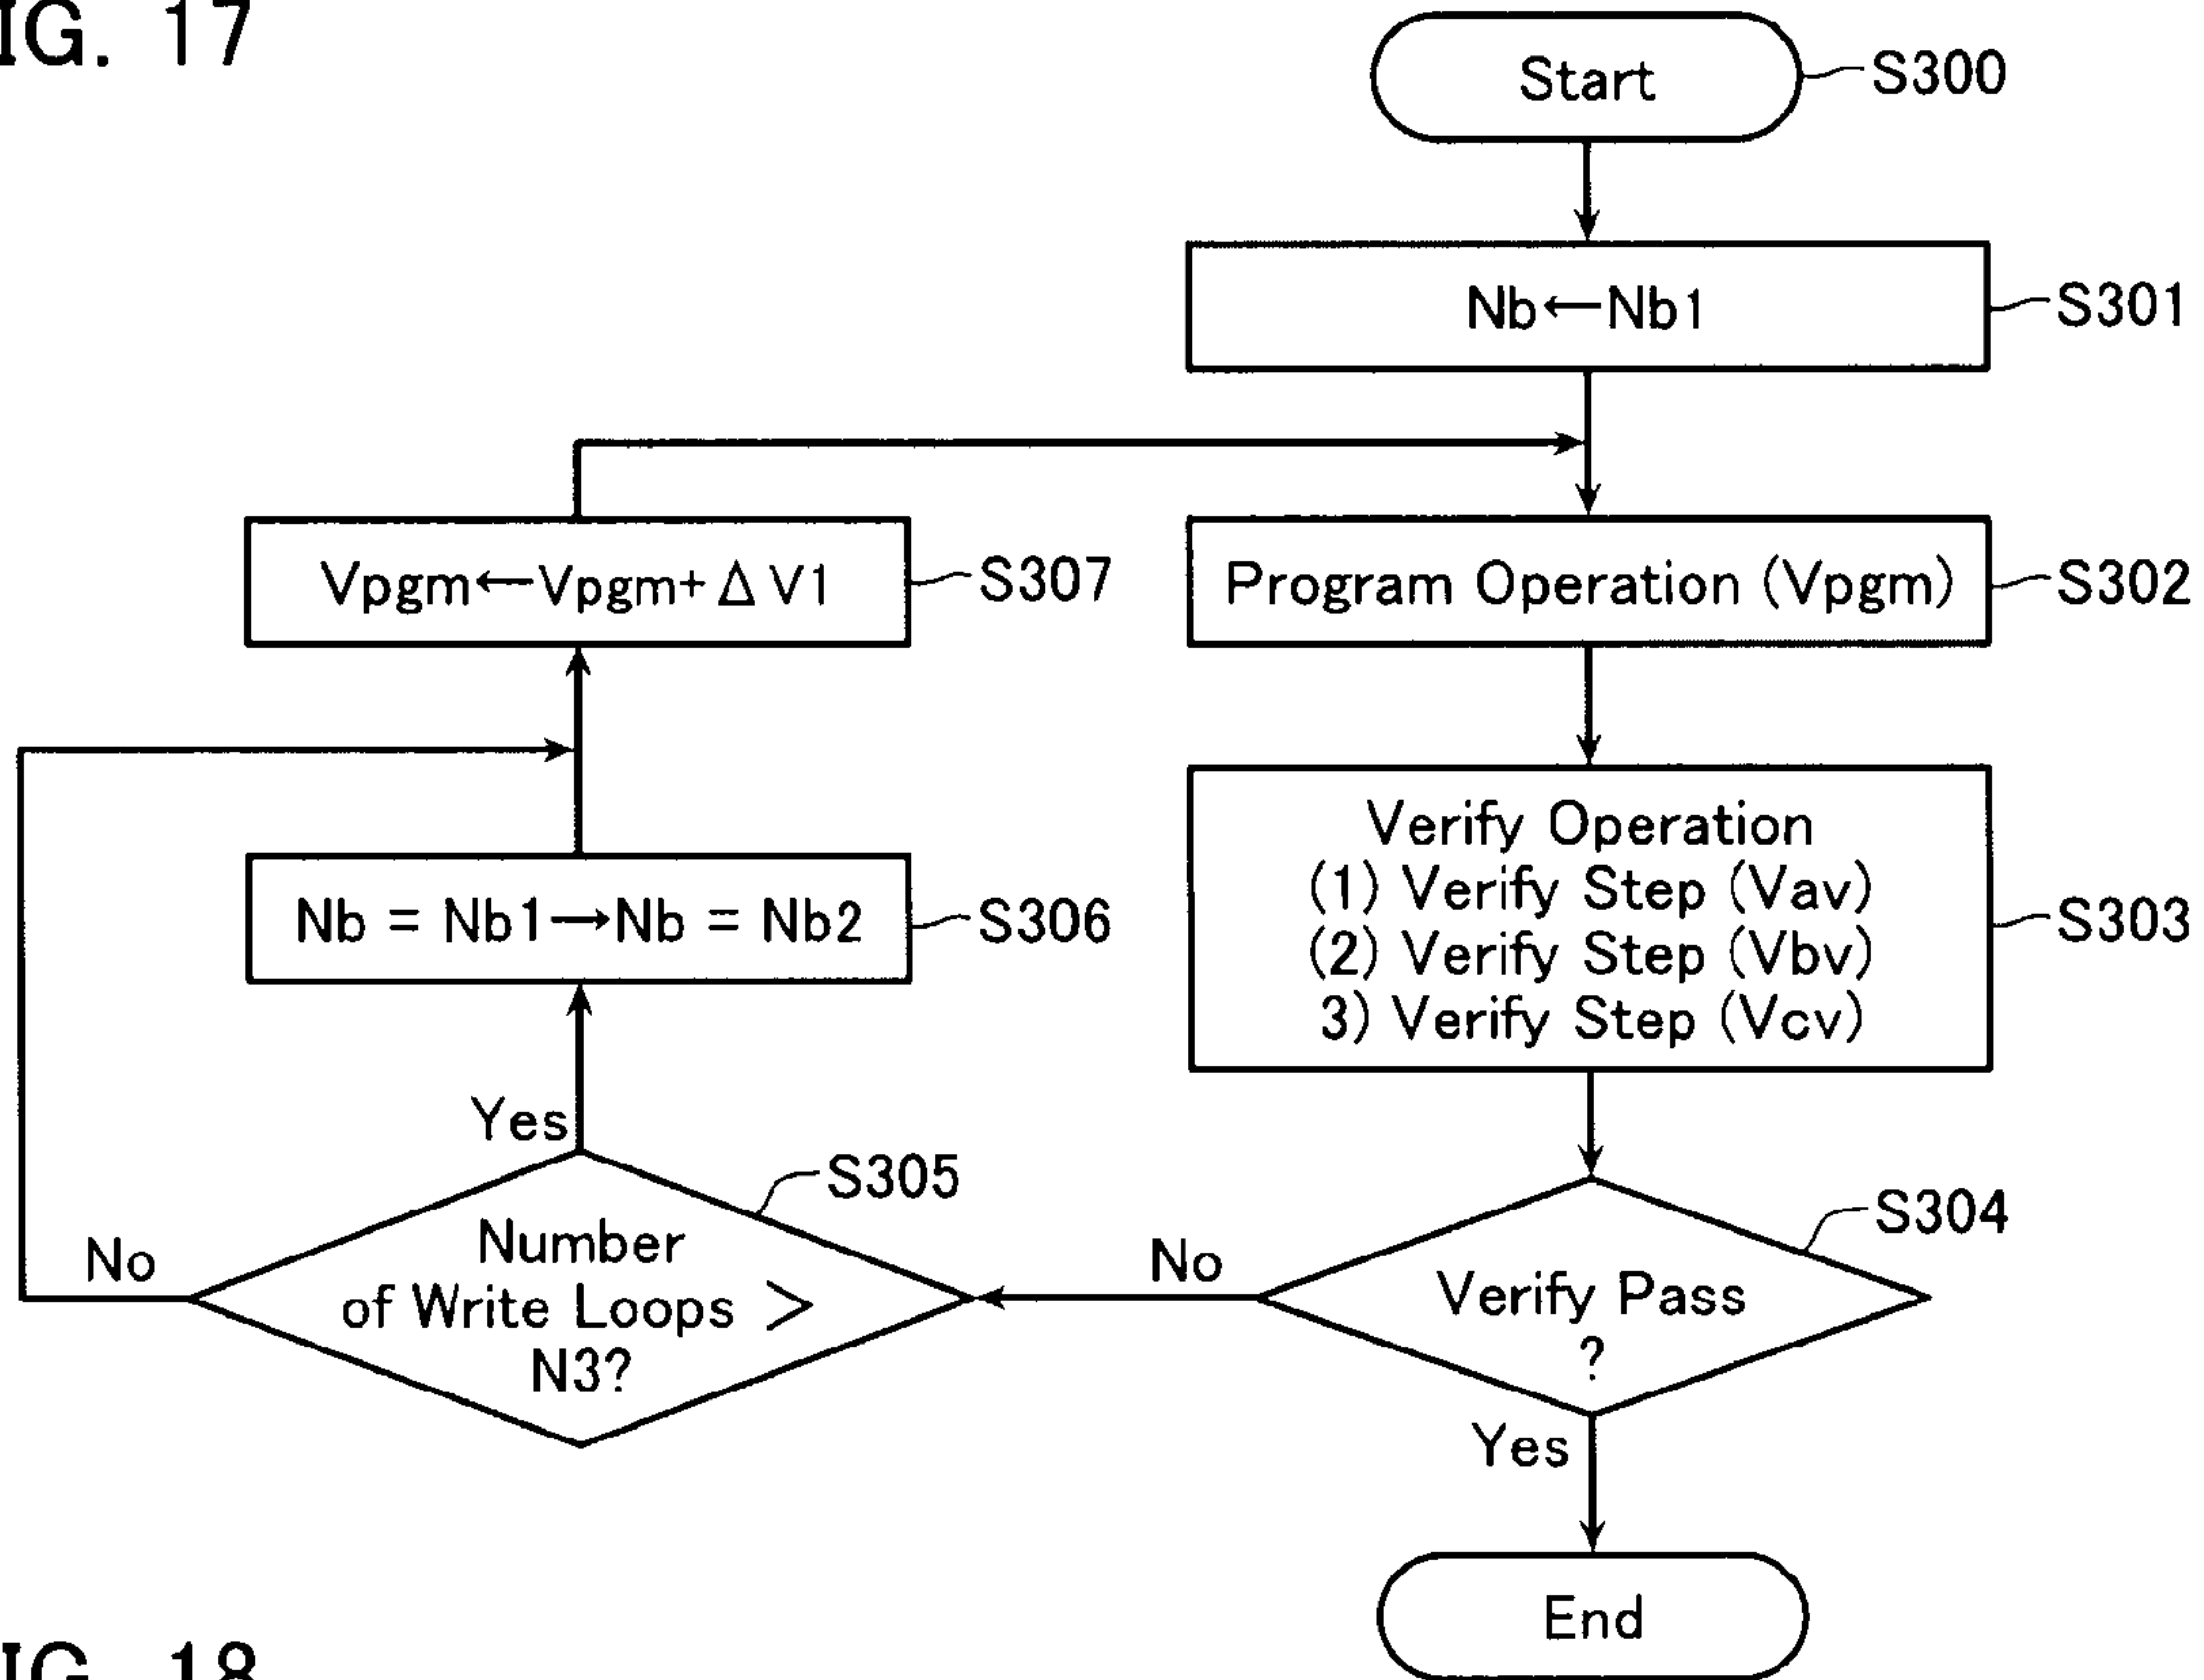 IG. 17
Start
S300
Nb←Nb1
S301
Vpgm←Vpgm+ΔV1
S307
Program Operation (Vpgm)
S302
Verify Operation
(1) Verify Step (Vav)
(2) Verify Step (Vbv)
3) Verify Step (Vcv)
S303
Nb = Nb1→Nb = Nb2
S306
Yes
S305
Number
of Write Loops >
N3?
No
No
S304
Verify Pass
?
Yes
End
IG. 18